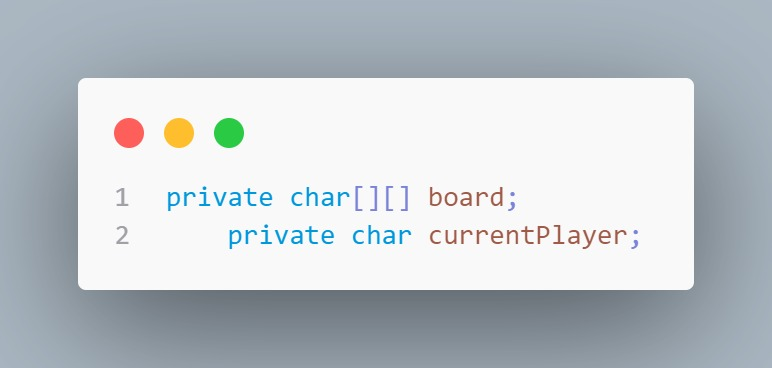 1 private char[][] board;
2     private char currentPlayer;